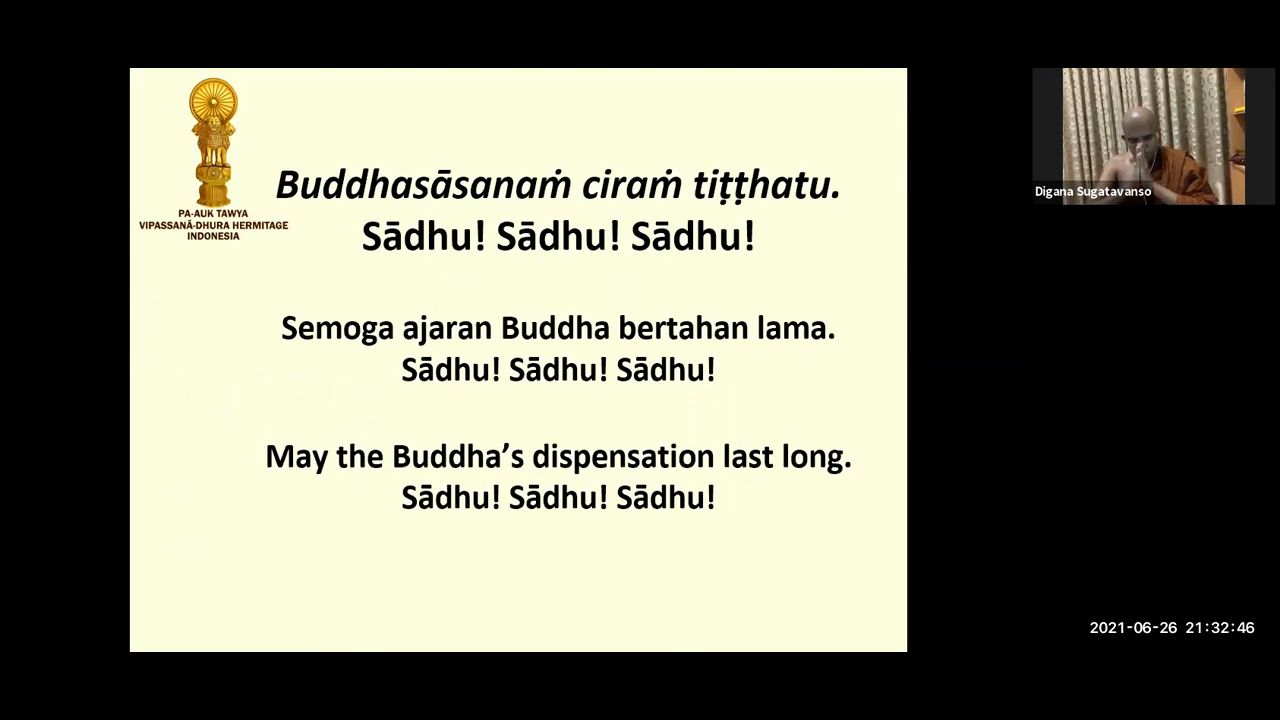 PA-AUK TAWYA
VIPASSANĀ-DHURA HERMITAGE
INDONESIA
Buddhasāsanaṁ ciraṁ tiṭṭhatu.
Sādhu! Sādhu! Sādhu!
Semoga ajaran Buddha bertahan lama.
Sādhu! Sādhu! Sādhu!
May the Buddha’s dispensation last long.
Sādhu! Sādhu! Sādhu!
Digana Sugatavanso
2021-06-26 21:32:46